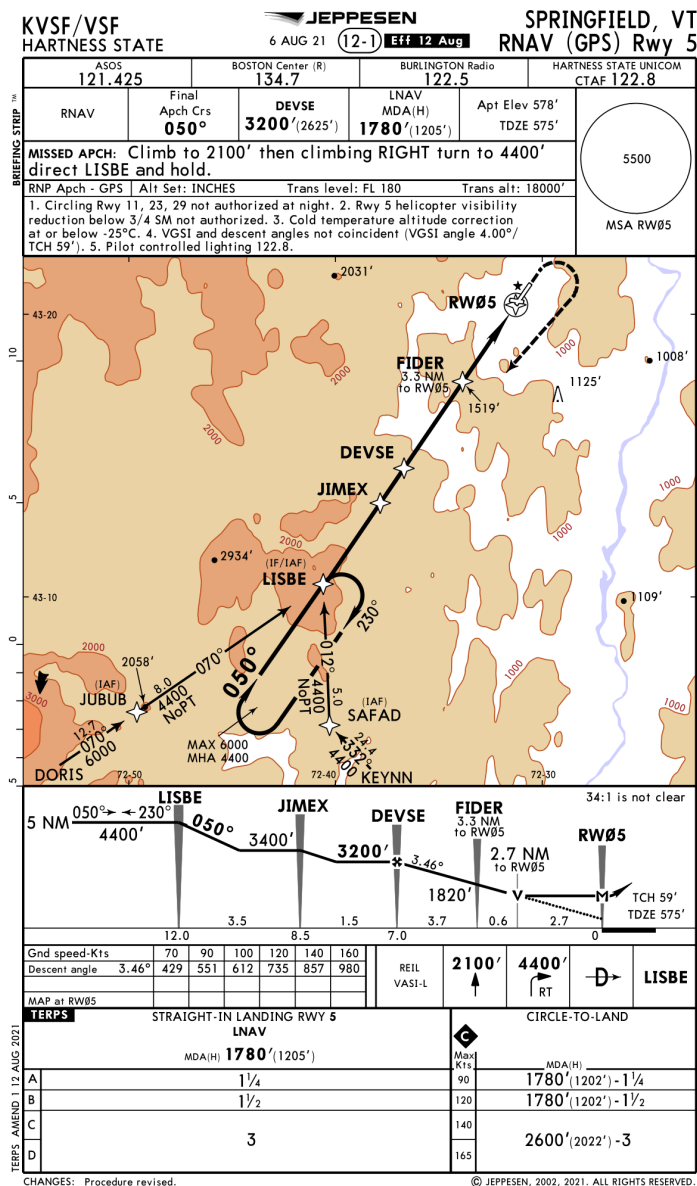 KVSF/VSF
HARTNESS STATE
JEPPESEN
6 AUG 21 12-1 Eff 12 Aug
SPRINGFIELD, VT
RNAV (GPS) Rwy 5
BRIEFING STRIP ™
ASOS
121.425
BOSTON Center (R)
134.7
BURLINGTON Radio
122.5
HARTNESS STATE UNICOM
CTAF 122.8
RNAV
Final
Apch Crs
050°
DEVSE
3200'(2625')
LNAV
MDA(H)
1780'(1205')
Apt Elev 578'
TDZE 575'
MISSED APCH: Climb to 2100' then climbing RIGHT turn to 4400'
direct LISBE and hold.
RNP Apch - GPS Alt Set: INCHES Trans level: FL 180 Trans alt: 18000'
1. Circling Rwy 11, 23, 29 not authorized at night. 2. Rwy 5 helicopter visibility
reduction below 3/4 SM not authorized. 3. Cold temperature altitude correction
at or below -25°C. 4. VGSI and descent angles not coincident (VGSI angle 4.00°/
TCH 59'). 5. Pilot controlled lighting 122.8.
5500
MSA RWØ5
2031'
RWØ5
43-20
10
2000
1000
1008'
FIDER
3.3 NM
to RWØ5
1125'
1519'
2000
DEVSE
JIMEX
5
1000
1000
2000
2934'
(IF/IAF)
LISBE
43-10
1109'
230°
0
2000
2058'
070°
012°
050°
1000
(IAF)
JUBUB
8.0
4400
NoPT
5.0
4400
NoPT
(IAF)
SAFAD
3000
12.7
070°
6000
MAX 6000
MHA 4400
24.4
332°
4400
DORIS
KEYNN
5
72-50
72-40
72-30
1000
34:1 is not clear
LISBE
JIMEX
DEVSE
FIDER
3.3 NM
to RWØ5
RWØ5
5 NM
050° 230°
4400'
050°
3400'
3200'
3.46°
2.7 NM
to RWØ5
1820'
V
M
TCH 59'
TDZE 575'
3.5 1.5 3.7 0.6 2.7
12.0 8.5 7.0 0
Gnd speed-Kts 70 90 100 120 140 160
Descent angle 3.46° 429 551 612 735 857 980
MAP at RWØ5
REIL
VASI-L
2100'
4400'
RT
D
LISBE
TERPS
STRAIGHT-IN LANDING RWY 5
LNAV
MDA(H) 1780'(1205')
CIRCLE-TO-LAND
C
Max
Kts
MDA(H)
A 1¼ 90 1780'(1202')-1¼
B 1½ 120 1780'(1202')-1½
C 140
3 2600'(2022')-3
D 165
TERPS AMEND 1 12 AUG 2021
CHANGES: Procedure revised.
© JEPPESEN, 2002, 2021. ALL RIGHTS RESERVED.